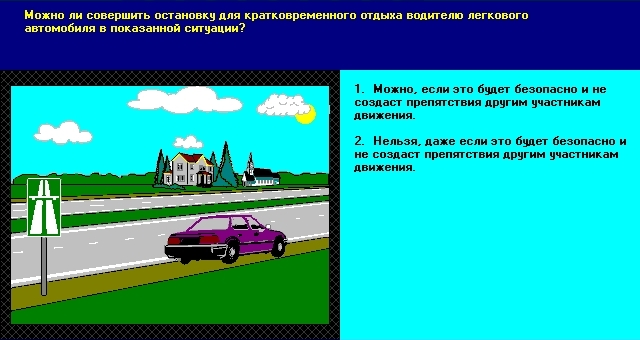 Можно ли совершить остановку для кратковременного отдыха водителю легкового
автомобиля в показанной ситуации?
1. Можно, если это будет безопасно и не
создаст препятствия другим участникам
движения.
2. Нельзя, даже если это будет безопасно и
не создаст препятствия другим участникам
движения.